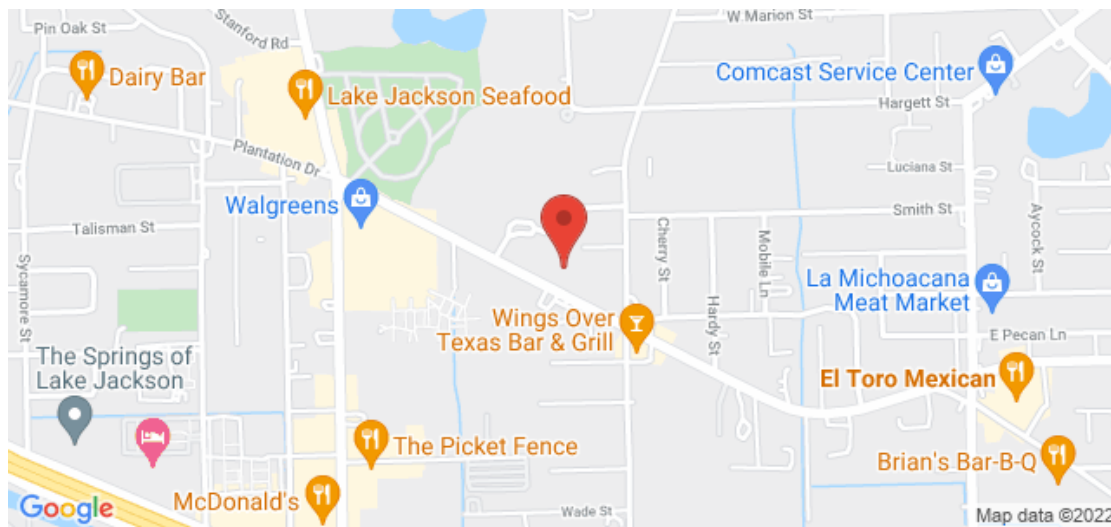 W Marion St
Pin Oak St
Stanford Rd
Dairy Bar
Comcast Service Center
Lake Jackson Seafood
Hargett St
Plantation Dr
Luciana St
Walgreens
Smith St
Talisman St
Cherry St
Mobile Ln
Aycock St
Sycamore St
La Michoacana
Meat Market
Hardy St
Wings Over
Texas Bar & Grill
E Pecan Ln
The Springs of
Lake Jackson
El Toro Mexican
The Picket Fence
Brian's Bar-B-Q
McDonald's
Google
Wade St
Map data ©2022